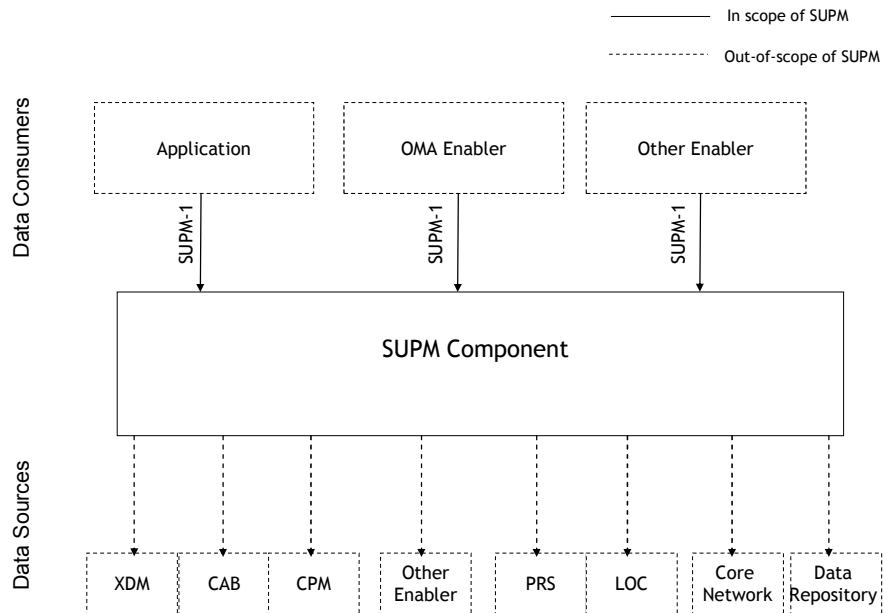 In scope of SUPM
Out-of-scope of SUPM
Data Consumers
Application
OMA Enabler
Other Enabler
SUPM-1
SUPM-1
SUPM-1
SUPM Component
Data Sources
XDM
CAB
CPM
Other
Enabler
PRS
LOC
Core
Network
Data
Repository